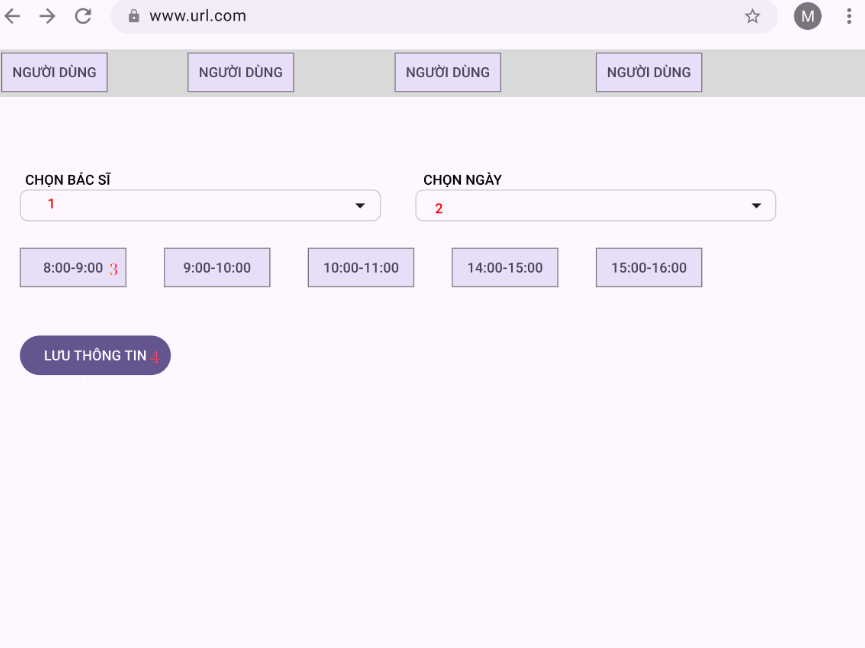 www.url.com
M
NGƯỜI DÙNG NGƯỜI DÙNG NGƯỜI DÙNG NGƯỜI DÙNG
CHỌN BÁC SĨ CHỌN NGÀY
1 2
8:00-9:00 3 9:00-10:00 10:00-11:00 14:00-15:00 15:00-16:00
LƯU THÔNG TIN 4